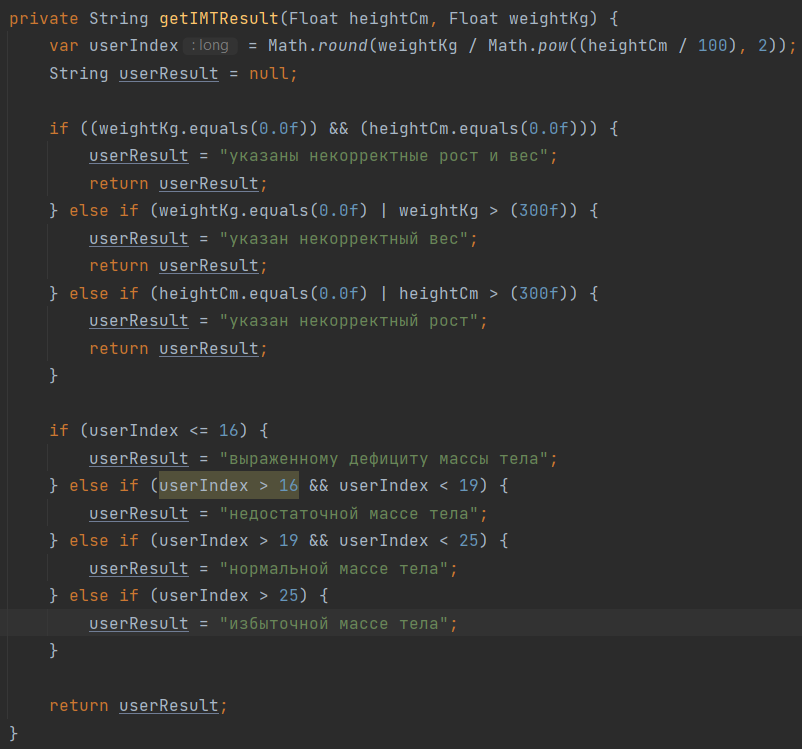 private String getIMTResult(Float heightCm, Float weightKg) {
    var userIndex : long = Math.round(weightKg / Math.pow((heightCm / 100), 2));
    String userResult = null;

    if ((weightKg.equals(0.0f)) && (heightCm.equals(0.0f))) {
        userResult = "указаны некорректные рост и вес";
        return userResult;
    } else if (weightKg.equals(0.0f) | weightKg > (300f)) {
        userResult = "указан некорректный вес";
        return userResult;
    } else if (heightCm.equals(0.0f) | heightCm > (300f)) {
        userResult = "указан некорректный рост";
        return userResult;
    }

    if (userIndex <= 16) {
        userResult = "выраженному дефициту массы тела";
    } else if (userIndex > 16 && userIndex < 19) {
        userResult = "недостаточной массе тела";
    } else if (userIndex > 19 && userIndex < 25) {
        userResult = "нормальной массе тела";
    } else if (userIndex > 25) {
        userResult = "избыточной массе тела";
    }

    return userResult;
}